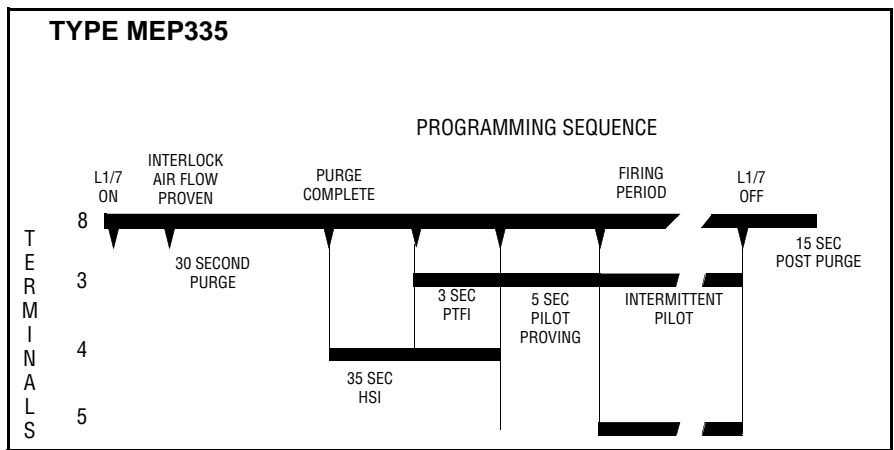 TYPE MEP335
PROGRAMMING SEQUENCE
L1/7
ON
INTERLOCK
AIR FLOW
PROVEN
PURGE
COMPLETE
FIRING
PERIOD
L1/7
OFF
TERMINALS
8
30 SECOND
PURGE
15 SEC
POST PURGE
3
3 SEC
PTFI
5 SEC
PILOT
PROVING
INTERMITTENT
PILOT
4
35 SEC
HSI
5